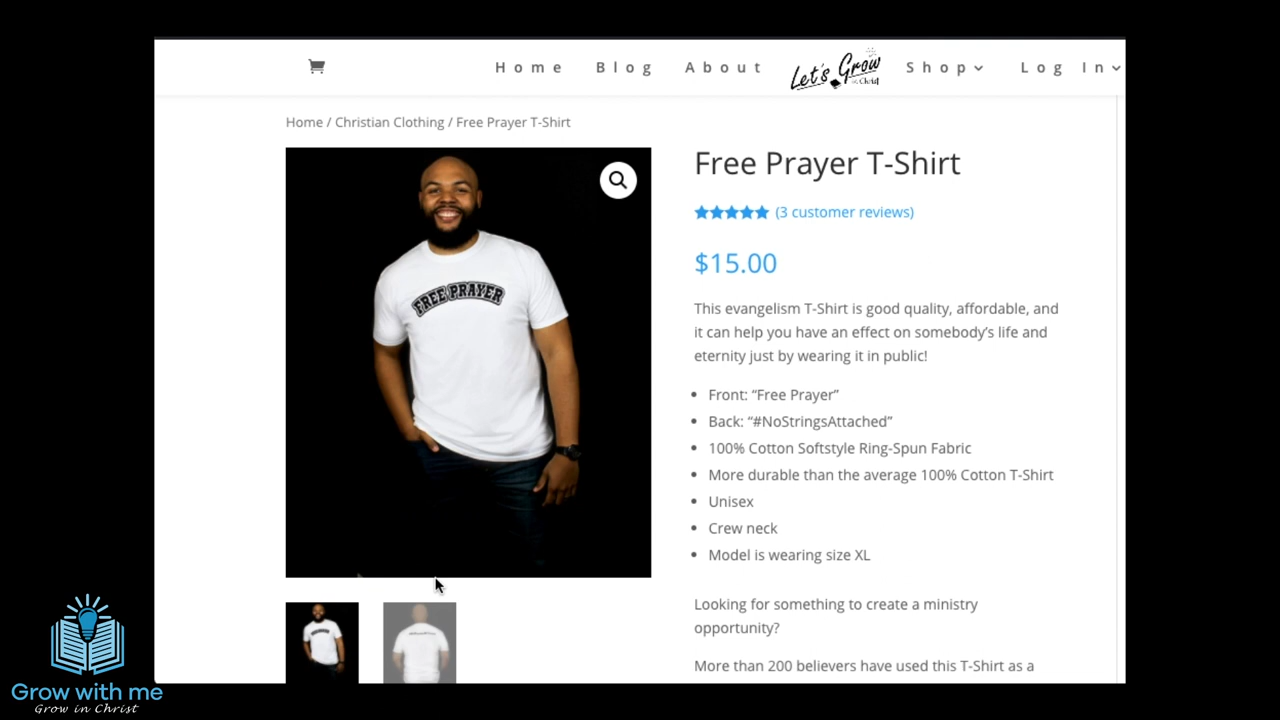 Home Blog About Let's Grow in Christ Shop Log In
Home / Christian Clothing / Free Prayer T-Shirt
FREE PRAYER
Free Prayer T-Shirt
(3 customer reviews)
$15.00
This evangelism T-Shirt is good quality, affordable, and
it can help you have an effect on somebody's life and
eternity just by wearing it in public!
Front: “Free Prayer”
Back: “#NoStringsAttached”
100% Cotton Softstyle Ring-Spun Fabric
More durable than the average 100% Cotton T-Shirt
Unisex
Crew neck
Model is wearing size XL
Looking for something to create a ministry
opportunity?
More than 200 believers have used this T-Shirt as a
Grow with me
Grow in Christ